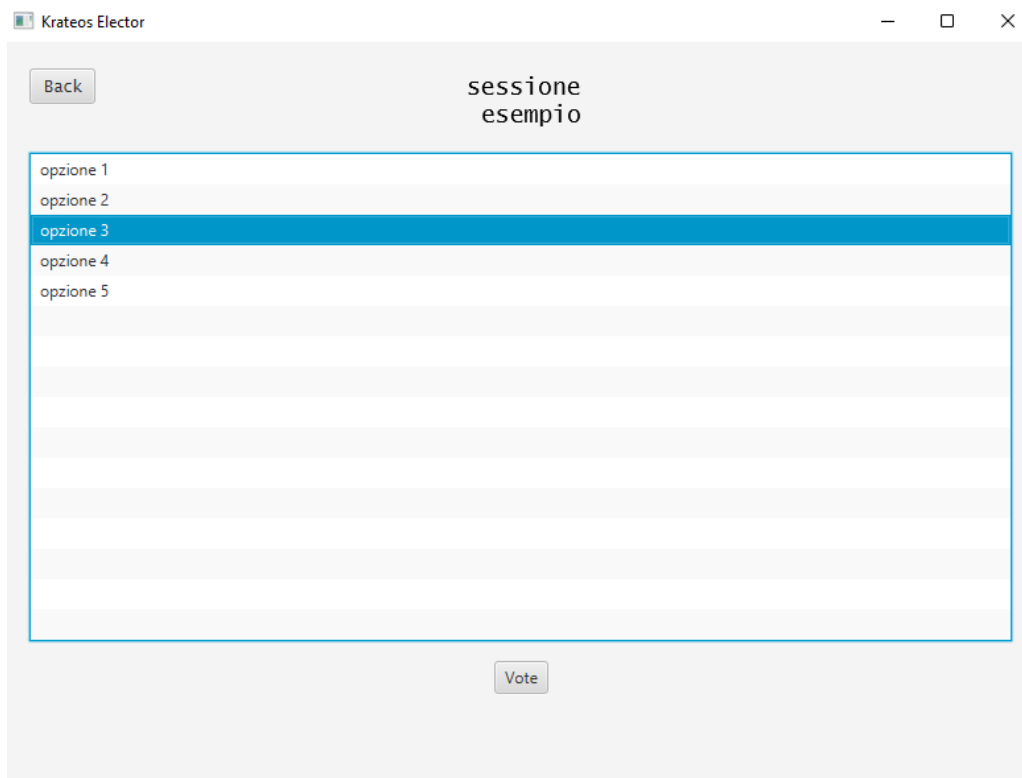 Krateos Elector
Back
sessione
esempio
opzione 1
opzione 2
opzione 3
opzione 4
opzione 5
Vote